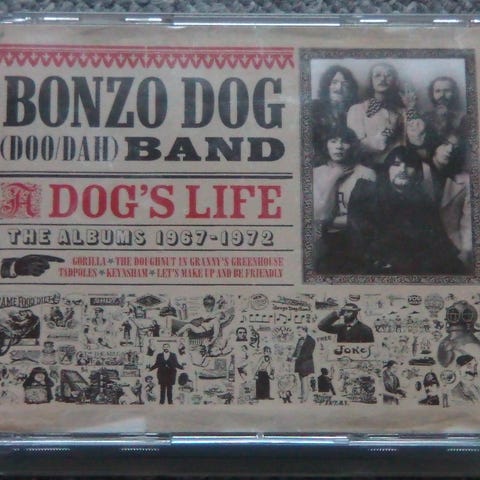 BONZO DOG
(DOO/DAH) BAND
A DOG'S LIFE
THE ALBUMS 1967-1972
GORILLA * THE DOUGHNUT IN GRANNY'S GREENHOUSE
TADPOLES * KEYNSHAM * LET'S MAKE UP AND BE FRIENDLY
JOKES